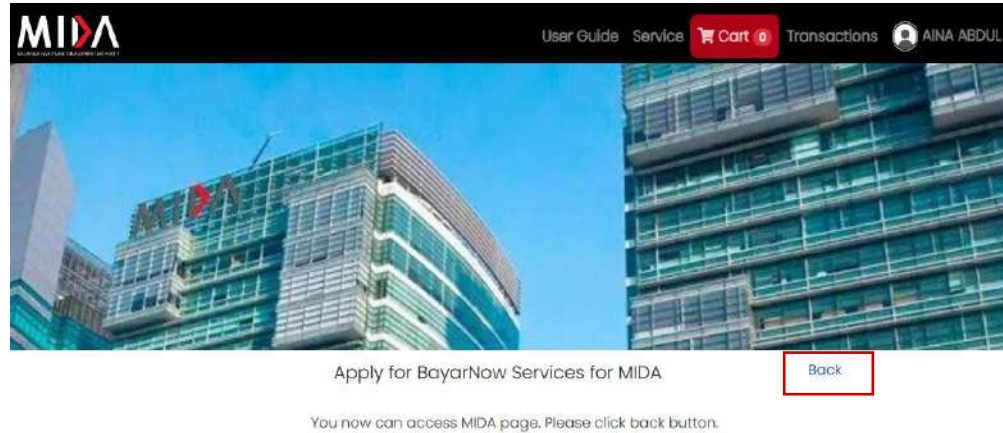 MIDA
User Guide Service Cart 0 Transactions AINA ABDUL
MIDA
Apply for BayarNow Services for MIDA
Back
You now can access MIDA page. Please click back button.